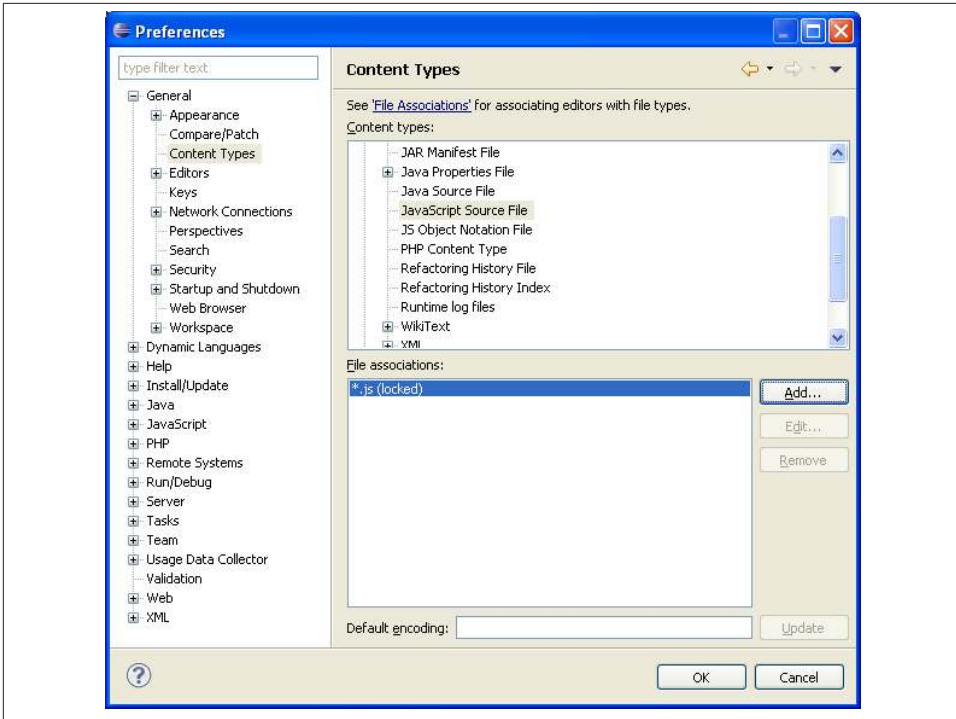 Preferences
type filter text
General
Appearance
Compare/Patch
Content Types
Editors
Keys
Network Connections
Perspectives
Search
Security
Startup and Shutdown
Web Browser
Workspace
Dynamic Languages
Help
Install/Update
Java
JavaScript
PHP
Remote Systems
Run/Debug
Server
Tasks
Team
Usage Data Collector
Validation
Web
XML
Content Types
See 'File Associations' for associating editors with file types.
Content types:
JAR Manifest File
Java Properties File
Java Source File
JavaScript Source File
JS Object Notation File
PHP Content Type
Refactoring History File
Refactoring History Index
Runtime log files
WikiText
XML
File associations:
*.js (locked)
Add...
Edit...
Remove
Default encoding:
Update
?
OK
Cancel